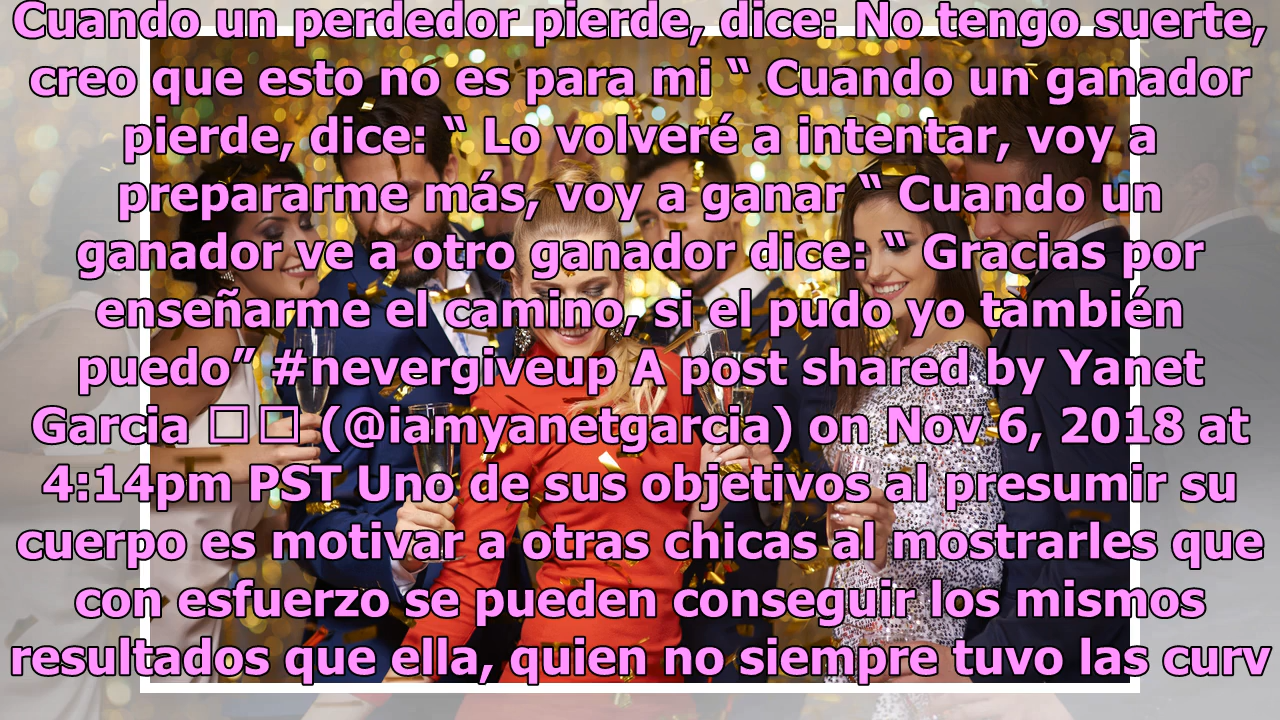 Cuando un perdedor pierde, dice: No tengo suerte,
creo que esto no es para mi “ Cuando un ganador
pierde, dice: “ Lo volveré a intentar, voy a
prepararme más, voy a ganar “ Cuando un
ganador ve a otro ganador dice: “ Gracias por
enseñarme el camino, si el pudo yo también
puedo” #nevergiveup A post shared by Yanet
Garcia □□ (@iamyanetgarcia) on Nov 6, 2018 at
4:14pm PST Uno de sus objetivos al presumir su
cuerpo es motivar a otras chicas al mostrarles que
con esfuerzo se pueden conseguir los mismos
resultados que ella, quien no siempre tuvo las curv